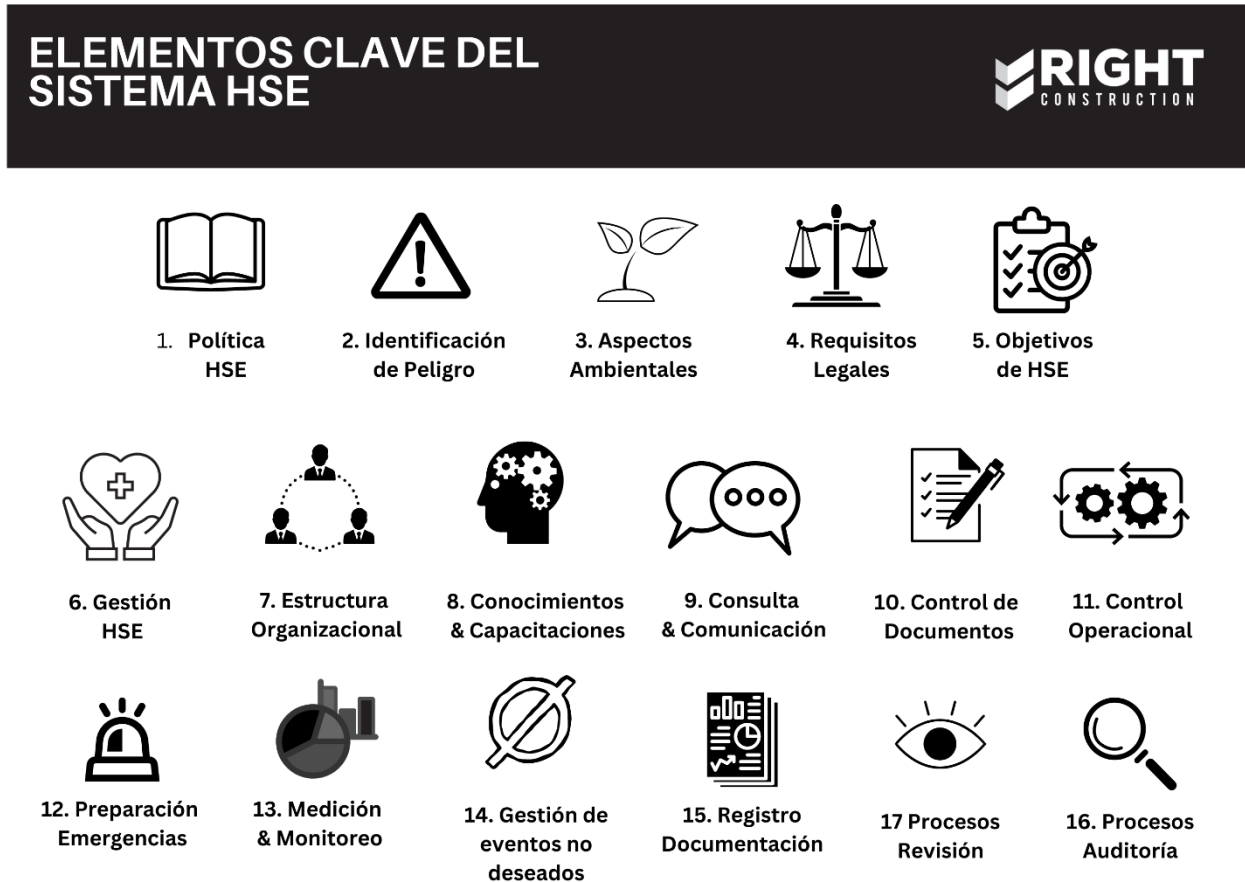 ELEMENTOS CLAVE DEL
SISTEMA HSE
RIGHT
CONSTRUCTION
1. Política
HSE
2. Identificación
de Peligro
3. Aspectos
Ambientales
4. Requisitos
Legales
5. Objetivos
de HSE
6. Gestión
HSE
7. Estructura
Organizacional
8. Conocimientos
& Capacitaciones
9. Consulta
& Comunicación
10. Control de
Documentos
11. Control
Operacional
12. Preparación
Emergencias
13. Medición
& Monitoreo
14. Gestión de
eventos no
deseados
15. Registro
Documentación
17 Procesos
Revisión
16. Procesos
Auditoría